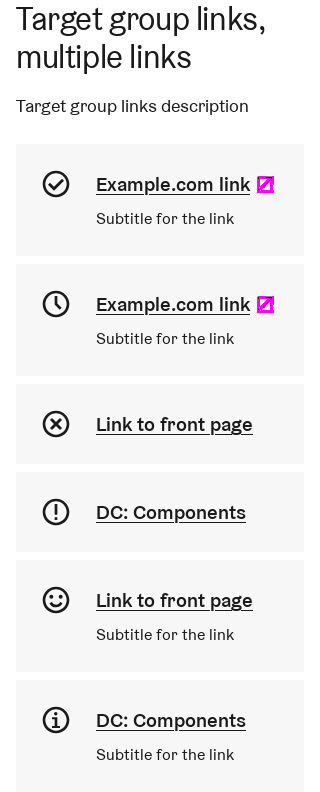 Target group links,
multiple links
Target group links description
Example.com link
Subtitle for the link
Example.com link
Subtitle for the link
Link to front page
DC: Components
Link to front page
Subtitle for the link
DC: Components
Subtitle for the link